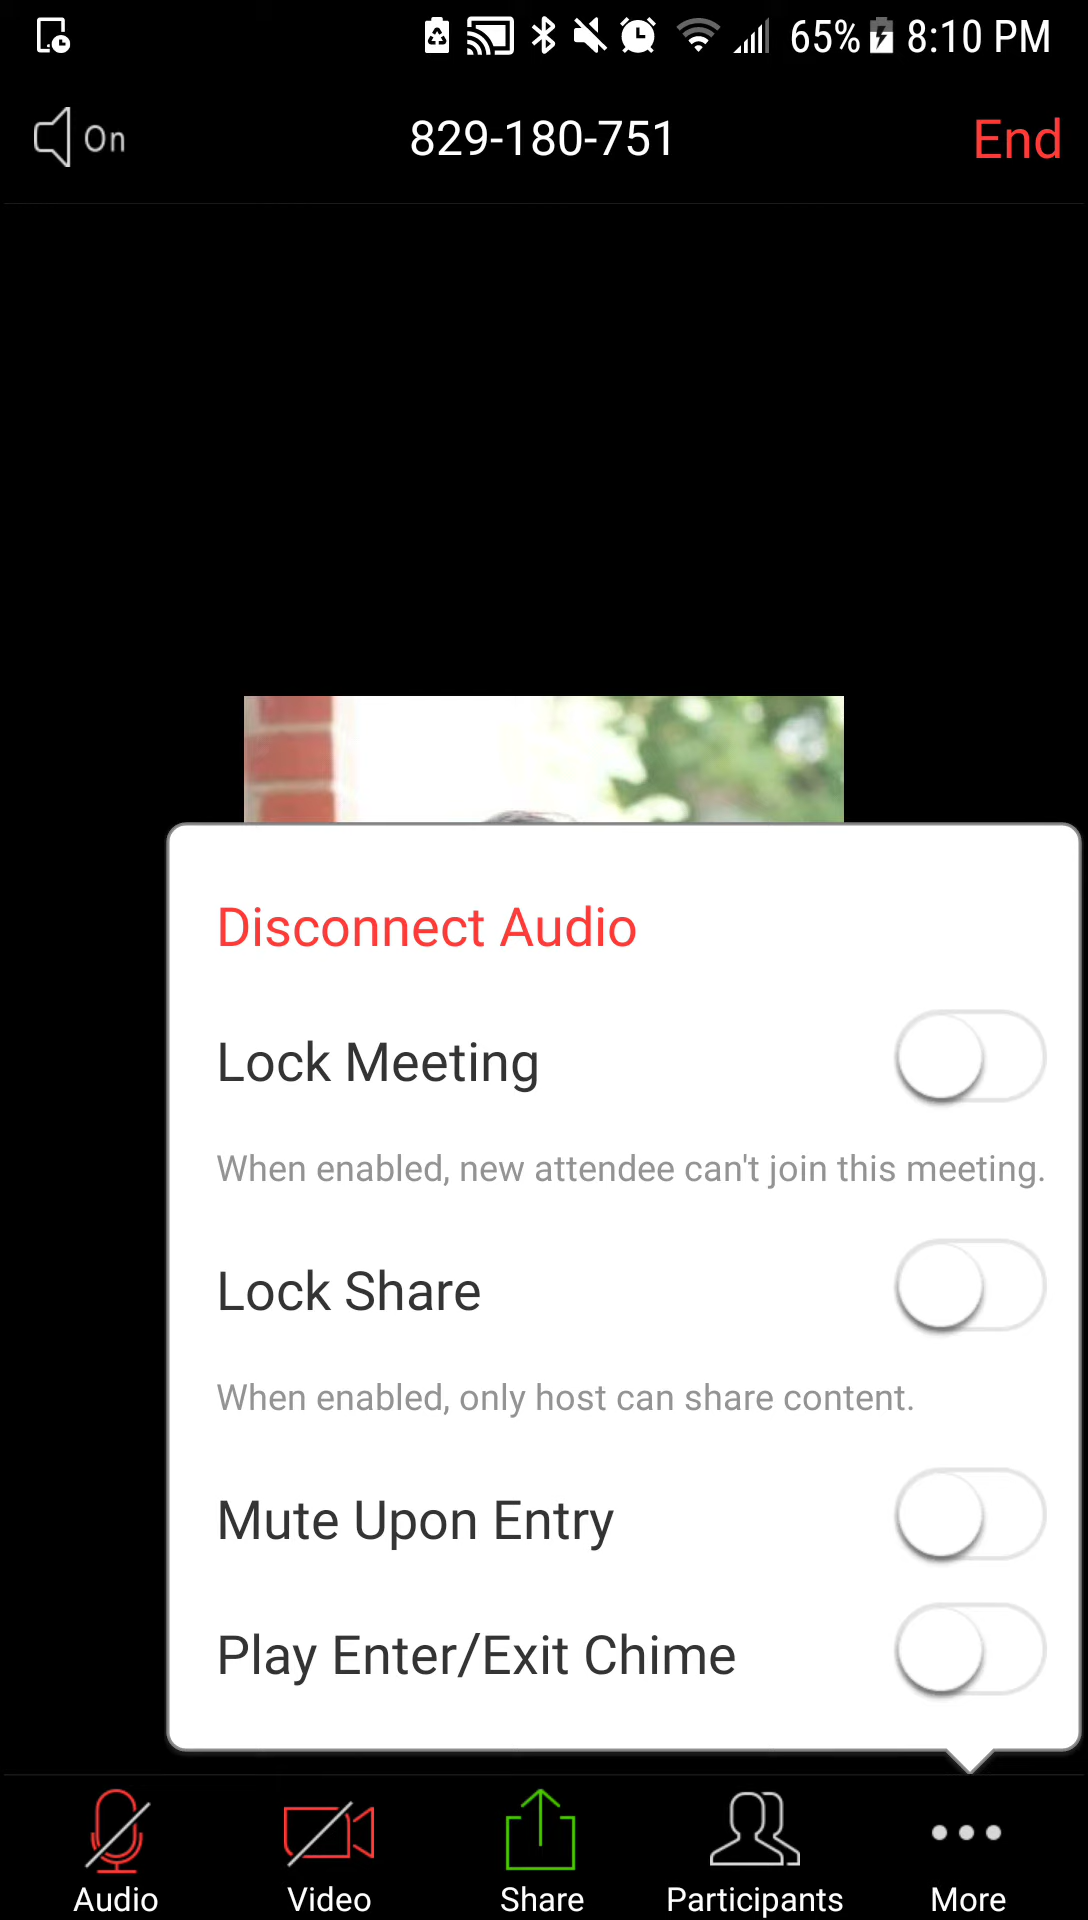 65% 8:10 PM
On 829-180-751 End
Disconnect Audio
Lock Meeting
When enabled, new attendee can't join this meeting.
Lock Share
When enabled, only host can share content.
Mute Upon Entry
Play Enter/Exit Chime
Audio Video Share Participants More